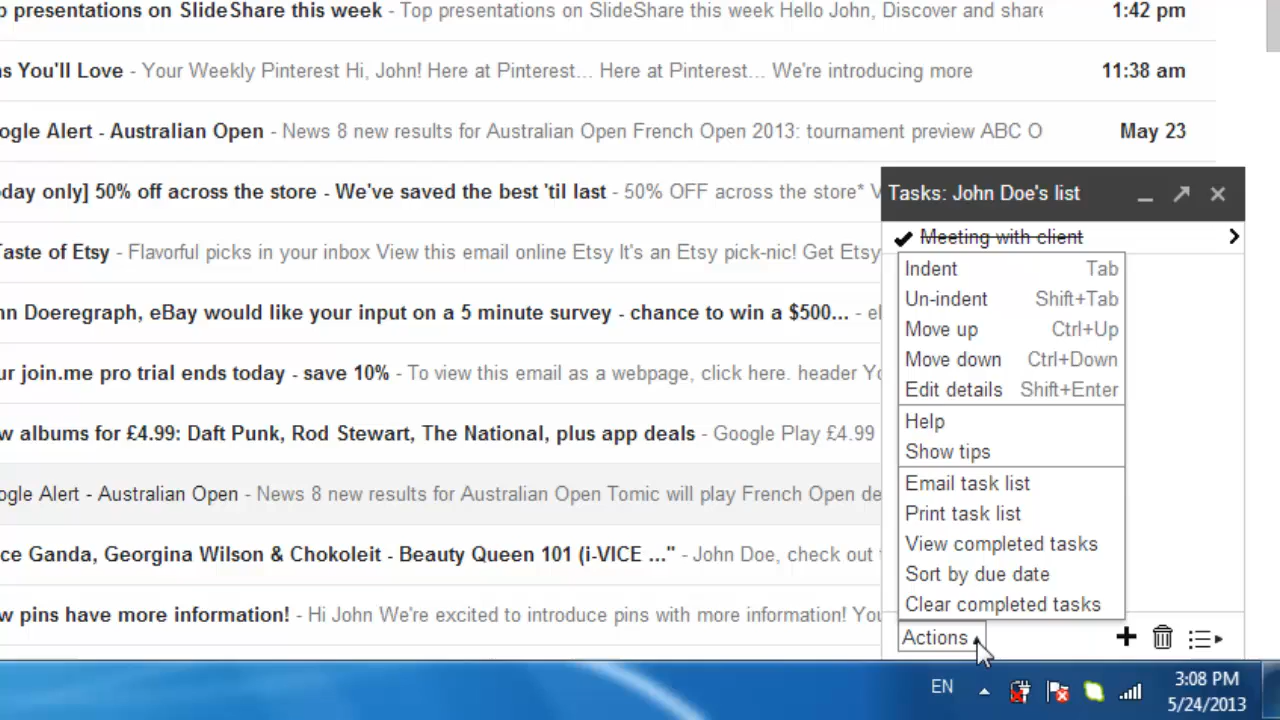 p presentations on SlideShare this week - Top presentations on SlideShare this week Hello John, Discover and share 1:42 pm
s You'll Love - Your Weekly Pinterest Hi, John! Here at Pinterest... Here at Pinterest... We're introducing more 11:38 am
ogle Alert - Australian Open - News 8 new results for Australian Open French Open 2013: tournament preview ABC O May 23
day only] 50% off across the store - We've saved the best 'til last - 50% OFF across the store* V
Taste of Etsy - Flavorful picks in your inbox View this email online Etsy It's an Etsy pick-nic! Get Etsy
hn Doeregraph, eBay would like your input on a 5 minute survey - chance to win a $500... - e
ur join.me pro trial ends today - save 10% - To view this email as a webpage, click here. header Yo
w albums for £4.99: Daft Punk, Rod Stewart, The National, plus app deals - Google Play £4.99
ogle Alert - Australian Open - News 8 new results for Australian Open Tomic will play French Open de
ce Ganda, Georgina Wilson & Chokoleit - Beauty Queen 101 (i-VICE ..." - John Doe, check out
w pins have more information! - Hi John We're excited to introduce pins with more information! You
Tasks: John Doe's list
Meeting with client
Indent Tab
Un-indent Shift+Tab
Move up Ctrl+Up
Move down Ctrl+Down
Edit details Shift+Enter
Help
Show tips
Email task list
Print task list
View completed tasks
Sort by due date
Clear completed tasks
Actions
EN
3:08 PM
5/24/2013